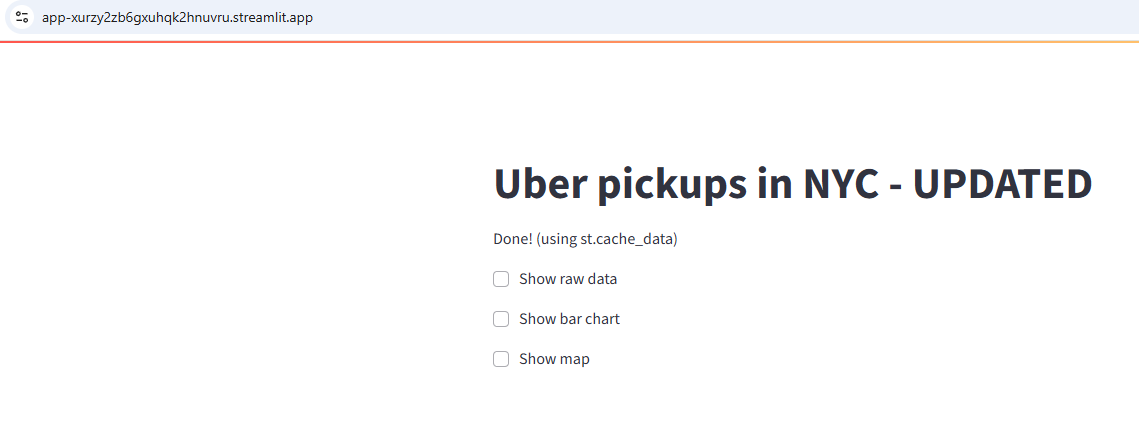 app-xurzy2zb6gxuhqk2hnuvru.streamlit.app
Uber pickups in NYC - UPDATED
Done! (using st.cache_data)
Show raw data
Show bar chart
Show map